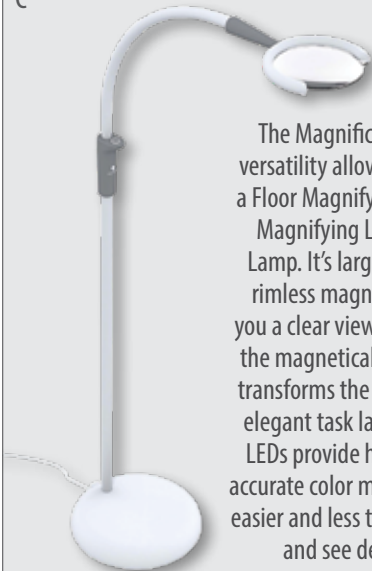 The Magnific
versatility allow
a Floor Magnify
Magnifying L
Lamp. It's larg
rimless magn
you a clear view
the magnetical
transforms the
elegant task la
LEDs provide h
accurate color m
easier and less t
and see de